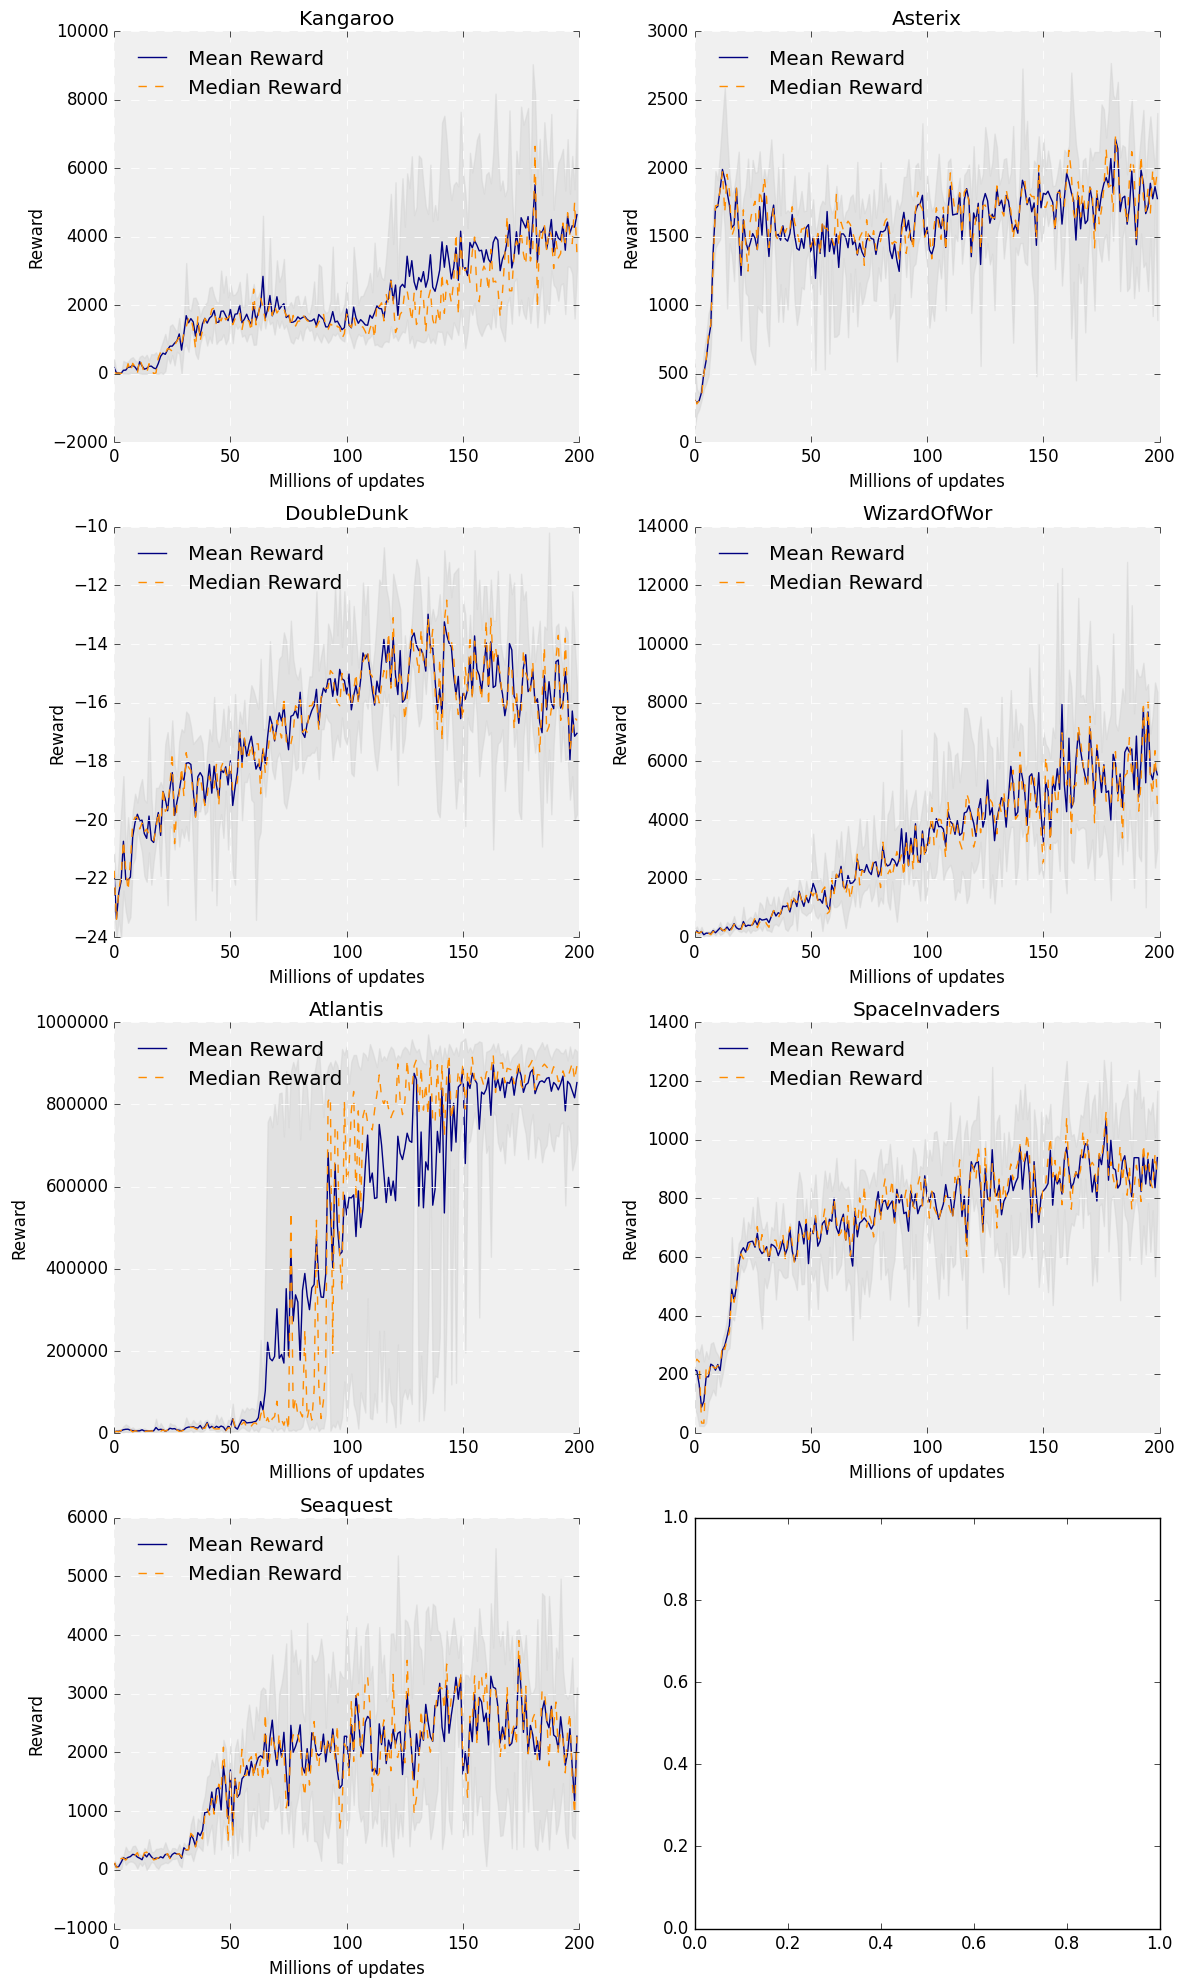 Kangaroo
Mean Reward
Median Reward
10000
8000
6000
4000
2000
0
−2000
Reward
0 50 100 150 200
Millions of updates
Asterix
Mean Reward
Median Reward
3000
2500
2000
1500
1000
500
0
Reward
0 50 100 150 200
Millions of updates
DoubleDunk
Mean Reward
Median Reward
−10
−12
−14
−16
−18
−20
−22
−24
Reward
0 50 100 150 200
Millions of updates
WizardOfWor
Mean Reward
Median Reward
14000
12000
10000
8000
6000
4000
2000
0
Reward
0 50 100 150 200
Millions of updates
Atlantis
Mean Reward
Median Reward
1000000
800000
600000
400000
200000
0
Reward
0 50 100 150 200
Millions of updates
SpaceInvaders
Mean Reward
Median Reward
1400
1200
1000
800
600
400
200
0
Reward
0 50 100 150 200
Millions of updates
Seaquest
Mean Reward
Median Reward
6000
5000
4000
3000
2000
1000
0
−1000
Reward
0 50 100 150 200
Millions of updates
1.0
0.8
0.6
0.4
0.2
0.0
0.0 0.2 0.4 0.6 0.8 1.0